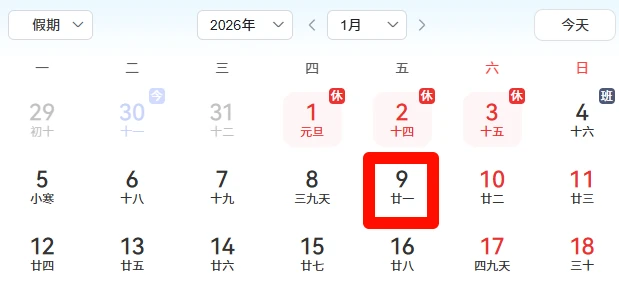 假期 2026年 1月 今天
一 二 三 四 五 六 日
今 休 休 休 班
29 30 31 1 2 3 4
初十 十一 十二 元旦 十四 十五 十六
5 6 7 8 9 10 11
小寒 十八 十九 三九天 廿一 廿二 廿三
12 13 14 15 16 17 18
廿四 廿五 廿六 廿七 廿八 四九天 三十